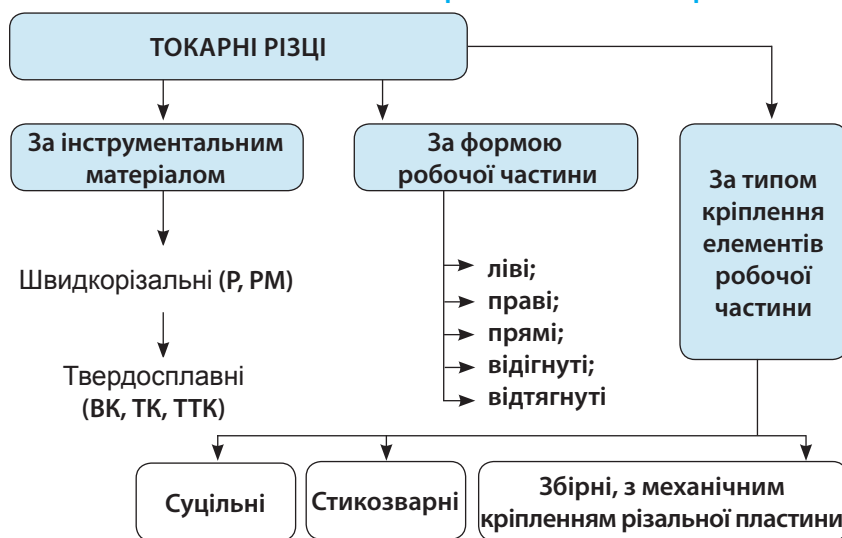 ТОКАРНІ РІЗЦІ
За інструментальним
матеріалом
Швидкорізальні (Р, РМ)
Твердосплавні
(ВК, ТК, ТТК)
За формою
робочої частини
ліві;
праві;
прямі;
відігнуті;
відтягнуті
За типом
кріплення
елементів
робочої
частини
Суцільні
Стикозварні
Збірні, з механічним
кріпленням різальної пластини